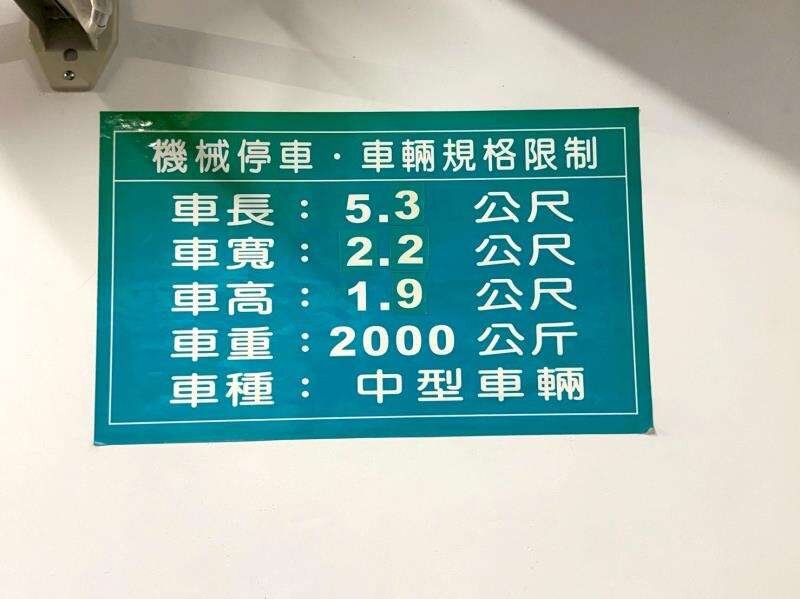 機械停車・車輛規格限制
車長：5.3 公尺
車寬：2.2 公尺
車高：1.9 公尺
車重：2000 公斤
車種：中型車輛